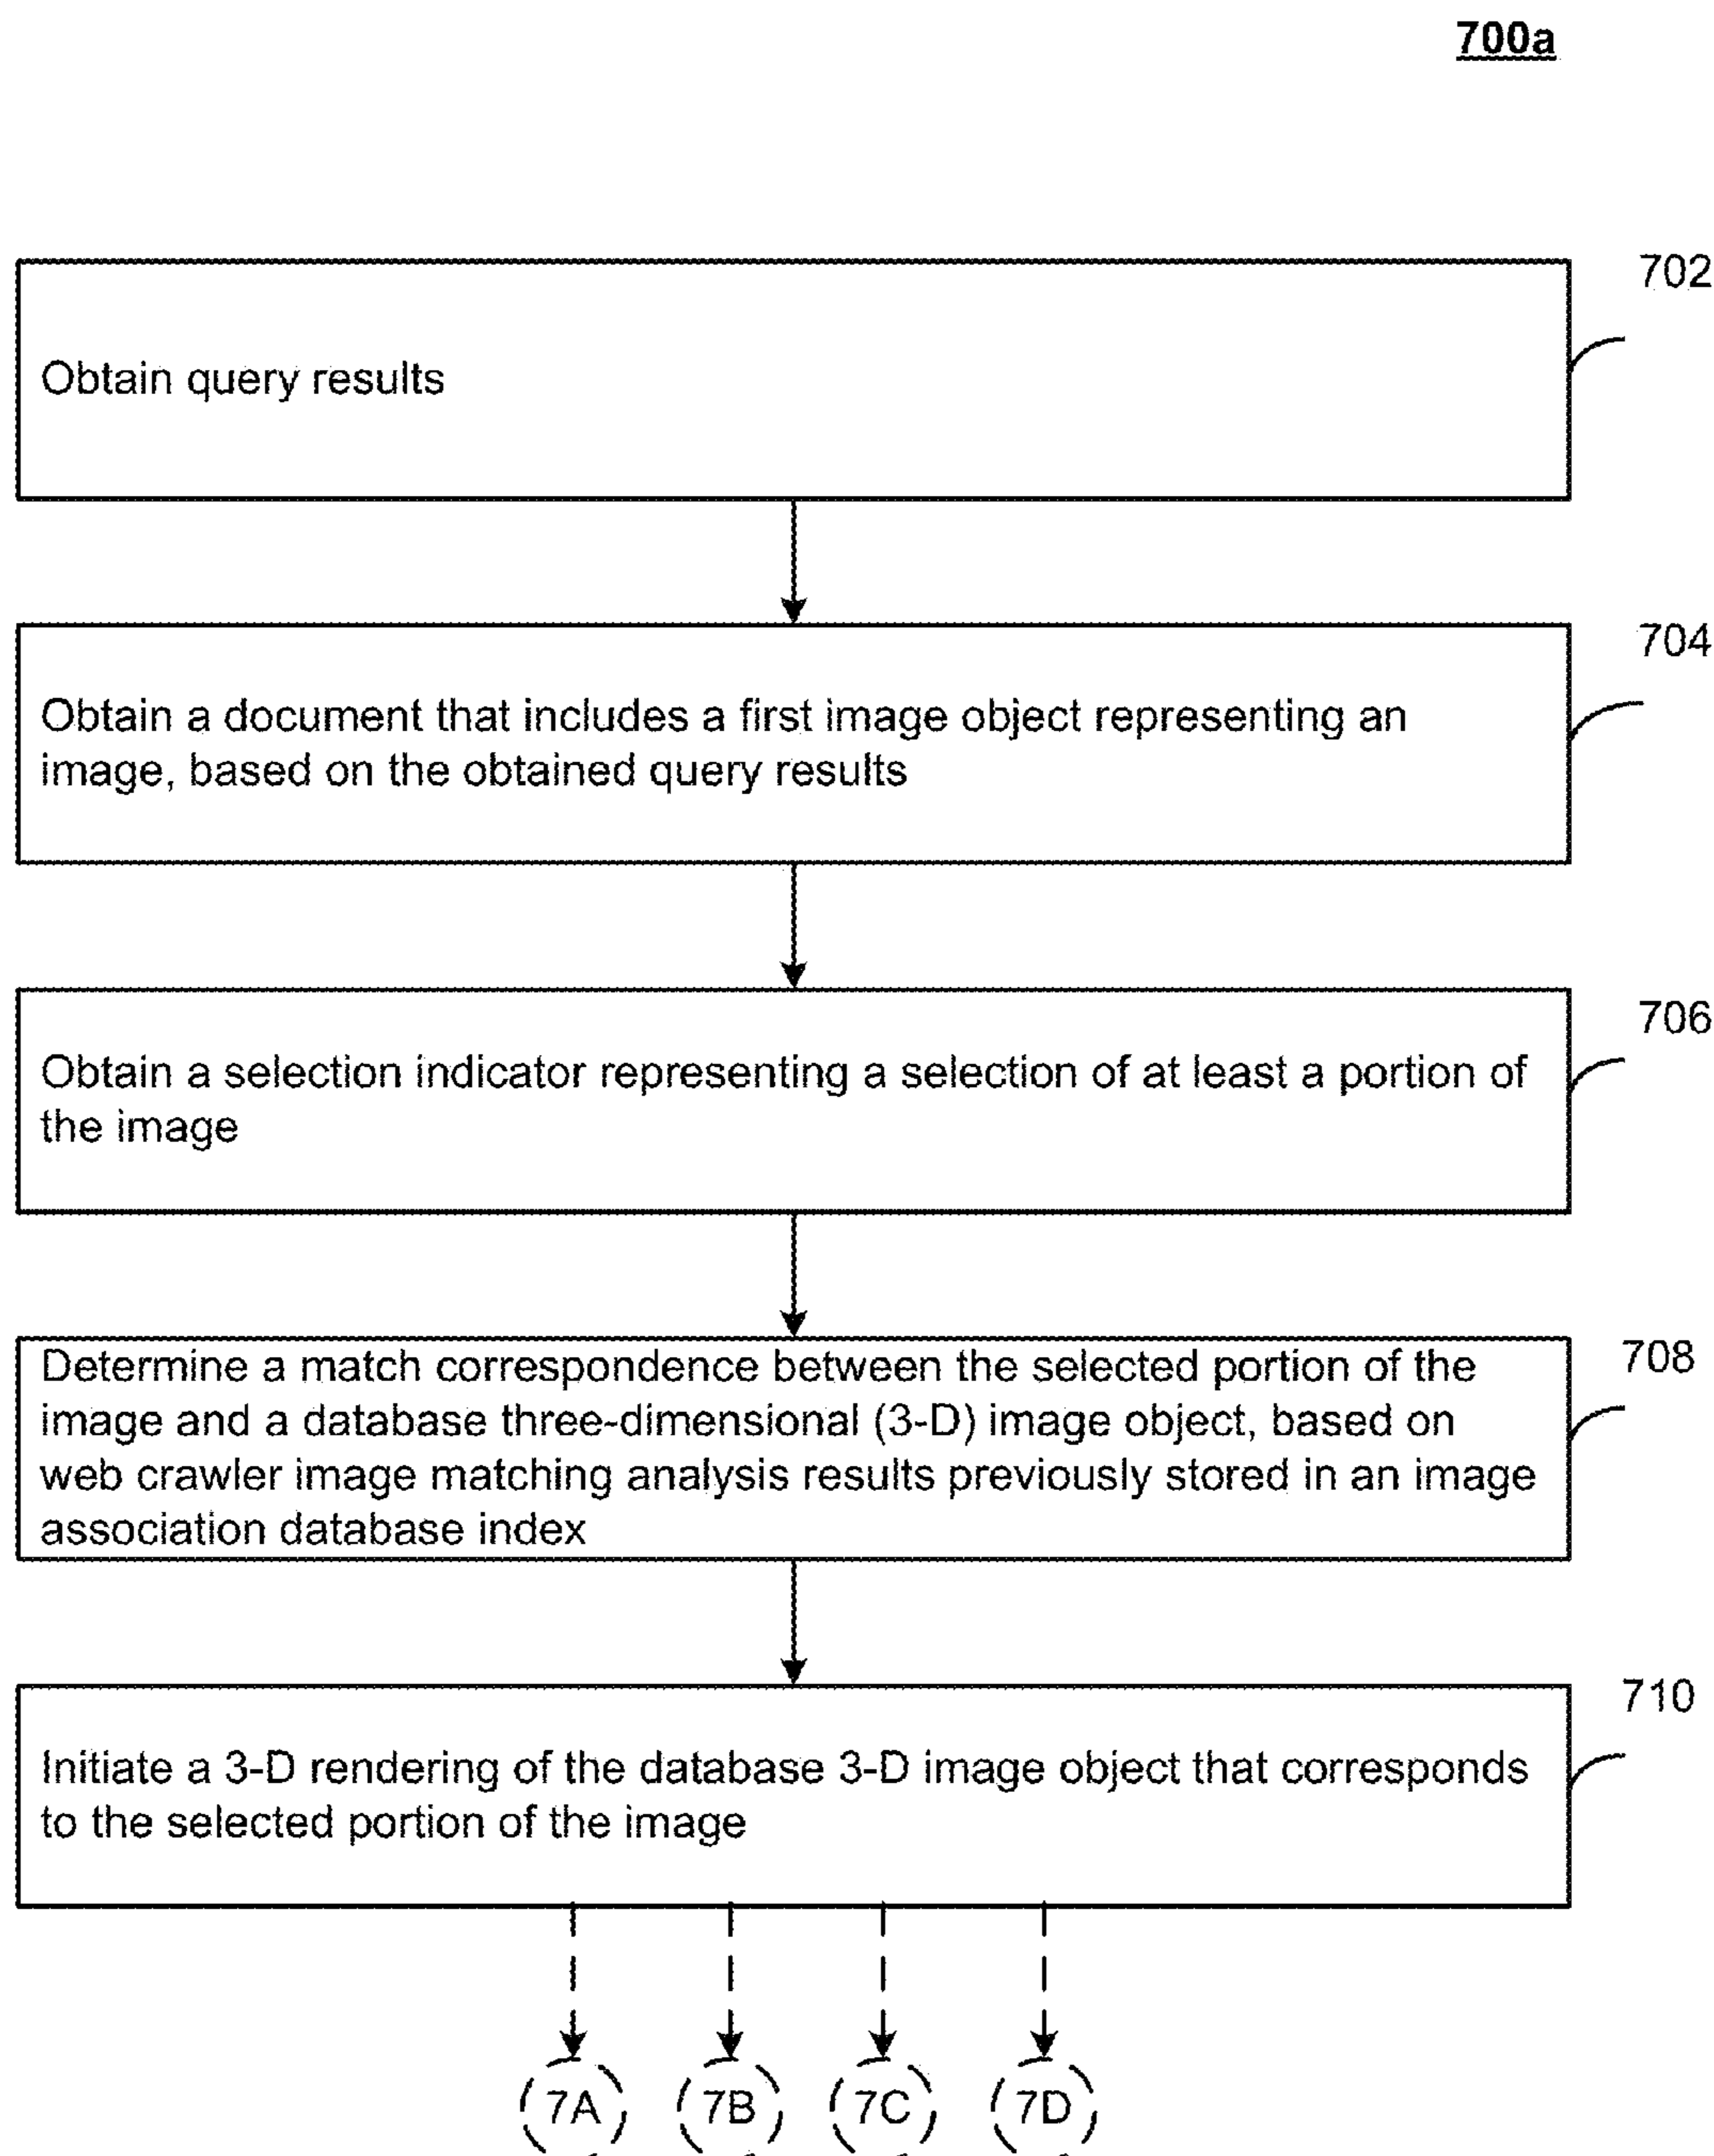 700a
702
Obtain query results
704
Obtain a document that includes a first image object representing an
image, based on the obtained query results
706
Obtain a selection indicator representing a selection of at least a portion of
the image
708
Determine a match correspondence between the selected portion of the
image and a database three-dimensional (3-D) image object, based on
web crawler image matching analysis results previously stored in an image
association database index
710
Initiate a 3-D rendering of the database 3-D image object that corresponds
to the selected portion of the image
7A 7B 7C 7D